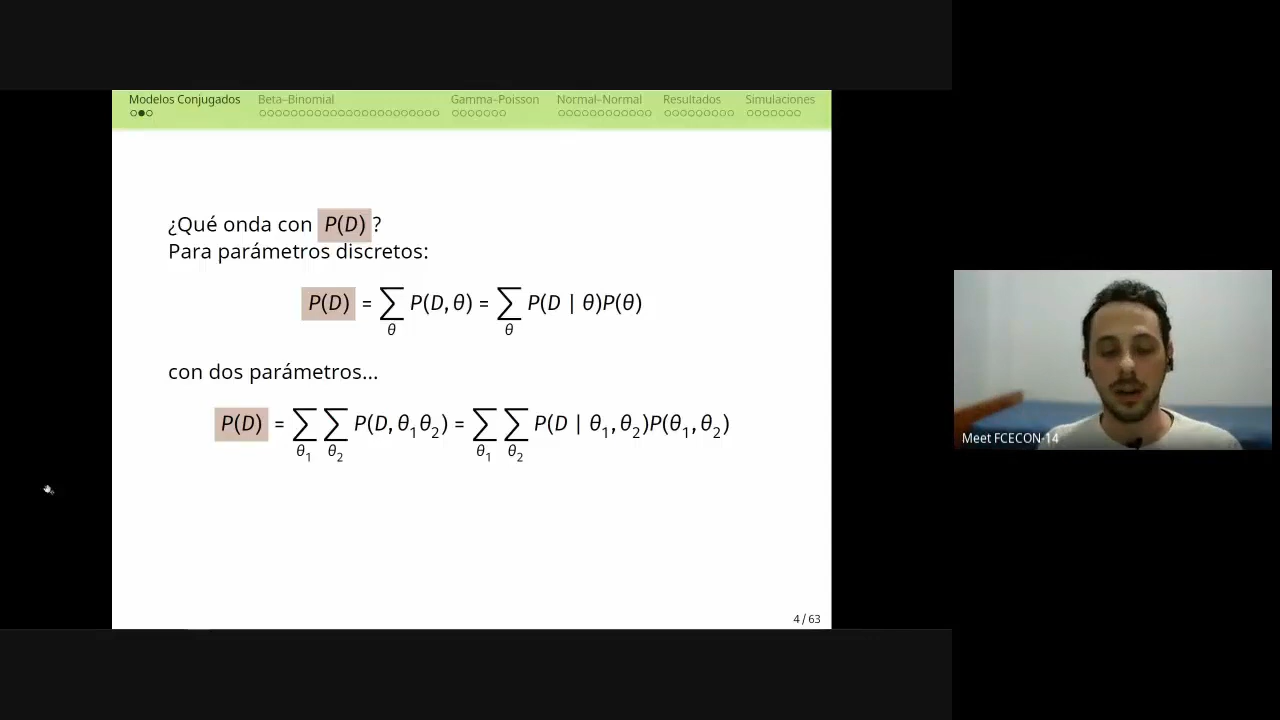 Modelos Conjugados Beta–Binomial Gamma–Poisson Normal–Normal Resultados Simulaciones
¿Qué onda con P(D) ?
Para parámetros discretos:
P(D) = ∑_θ P(D, θ) = ∑_θ P(D | θ)P(θ)
con dos parámetros...
P(D) = ∑_θ₁ ∑_θ₂ P(D, θ₁θ₂) = ∑_θ₁ ∑_θ₂ P(D | θ₁, θ₂)P(θ₁, θ₂)
4 / 63
Meet FCECON-14